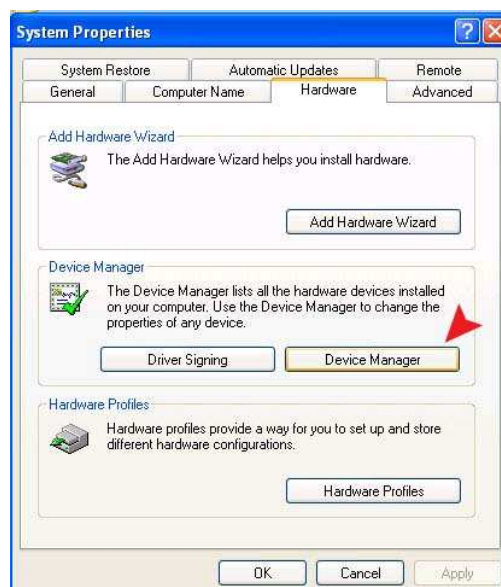 System Properties
System Restore Automatic Updates Remote
General Computer Name Hardware Advanced
Add Hardware Wizard
The Add Hardware Wizard helps you install hardware.
Add Hardware Wizard
Device Manager
The Device Manager lists all the hardware devices installed
on your computer. Use the Device Manager to change the
properties of any device.
Driver Signing Device Manager
Hardware Profiles
Hardware profiles provide a way for you to set up and store
different hardware configurations.
Hardware Profiles
OK Cancel Apply